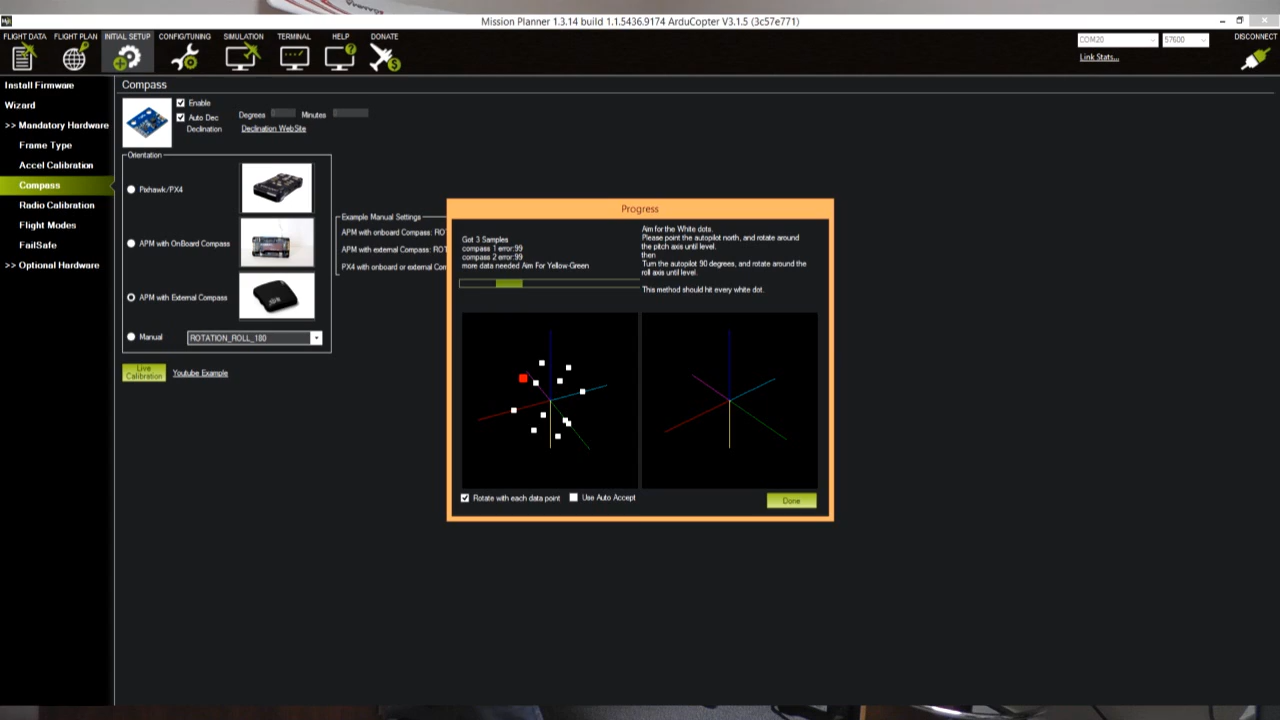 Mission Planner 1.3.14 build 1.1.5436.9174 ArduCopter V3.1.5 (3c57e771)
FLIGHT DATA FLIGHT PLAN INITIAL SETUP CONFIG/TUNING SIMULATION TERMINAL HELP DONATE
COM20 57600 DISCONNECT
Link Stats...
Install Firmware
Wizard
>> Mandatory Hardware
Frame Type
Accel Calibration
Compass
Radio Calibration
Flight Modes
FailSafe
>> Optional Hardware
Compass
Enable
Auto Dec
Declination
Degrees
Minutes
Declination WebSite
Orientation
Pixhawk/PX4
APM with OnBoard Compass
APM with External Compass
Manual
ROTATION_ROLL_180
Live
Calibration
Youtube Example
Example Manual Settings
APM with onboard Compass: RO
APM with external Compass: ROT
PX4 with onboard or external Con
Progress
Got 3 Samples
compass 1 error:99
compass 2 error:99
more data needed Aim For Yellow-Green
Aim for the White dots.
Please point the autopilot north, and rotate around
the pitch axis until level.
then
Turn the autopilot 90 degrees, and rotate around the
roll axis until level.
This method should hit every white dot.
Rotate with each data point
Use Auto Accept
Done